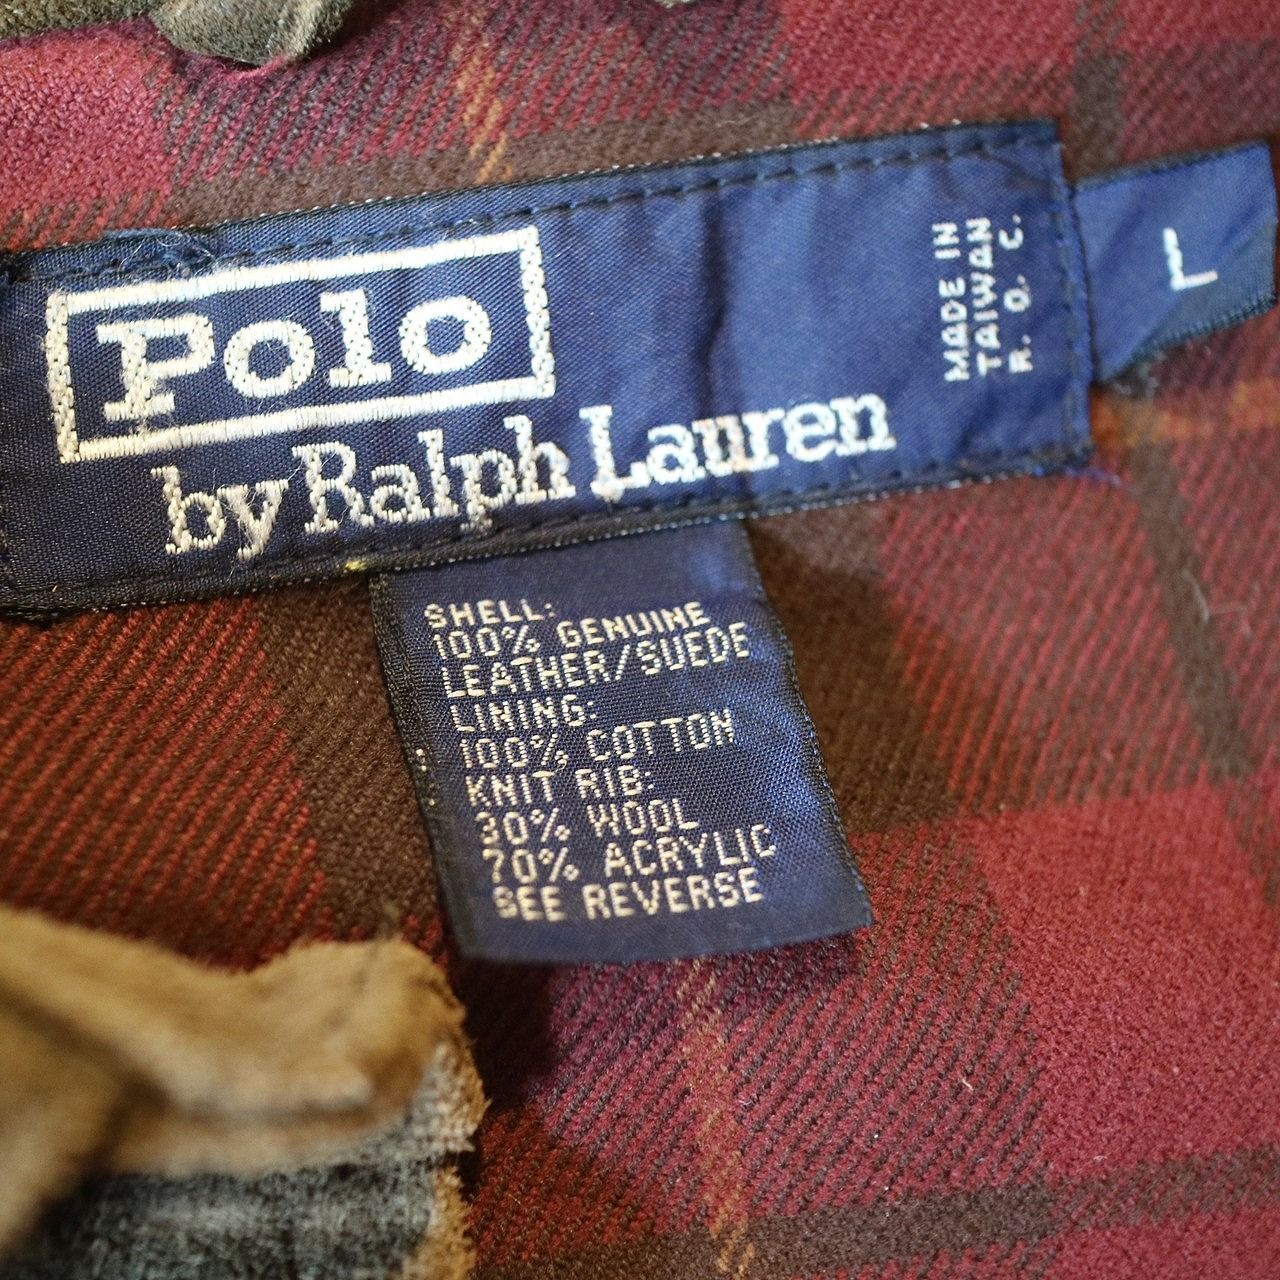 Polo
by Ralph Lauren
MADE IN
TAIWAN
R. O. C.
L
SHELL:
100% GENUINE
LEATHER/SUEDE
LINING:
100% COTTON
KNIT RIB:
30% WOOL
70% ACRYLIC
SEE REVERSE